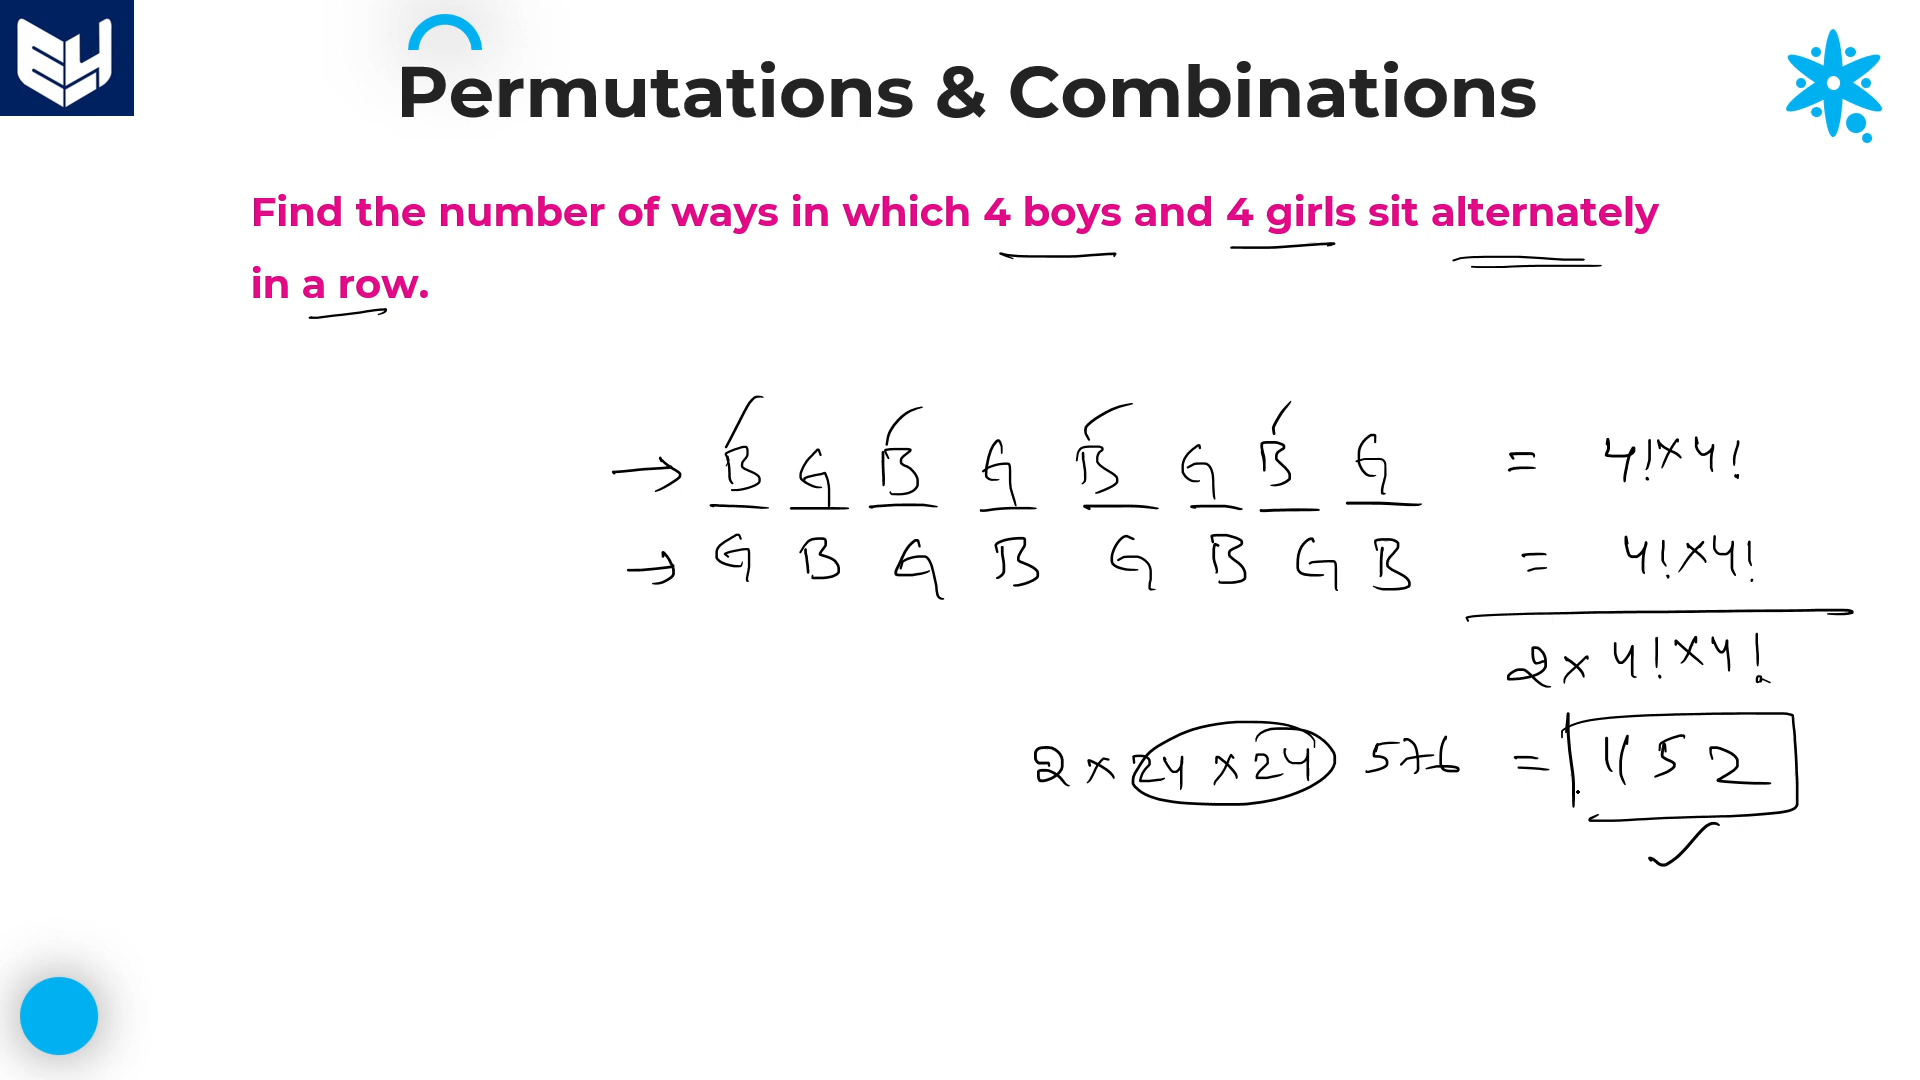 Permutations & Combinations
Find the number of ways in which 4 boys and 4 girls sit alternately
in a row.
→ B G B G B G B G = 4! × 4!
→ G B G B G B G B = 4! × 4!
2 × 4! × 4!
2 × 24 × 24 576 = 1152